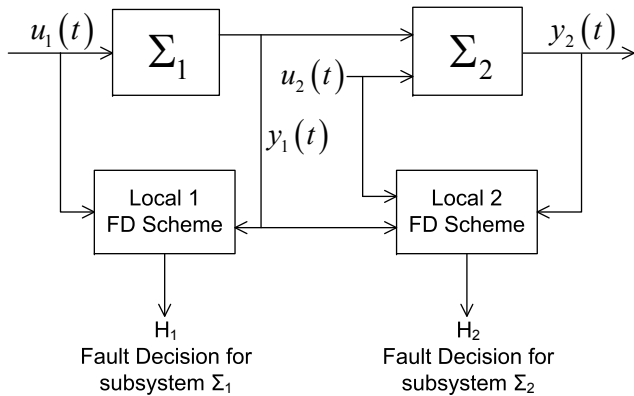 u₁(t)
Σ₁
Σ₂
y₂(t)
u₂(t)
y₁(t)
Local 1
FD Scheme
Local 2
FD Scheme
H₁
Fault Decision for
subsystem Σ₁
H₂
Fault Decision for
subsystem Σ₂